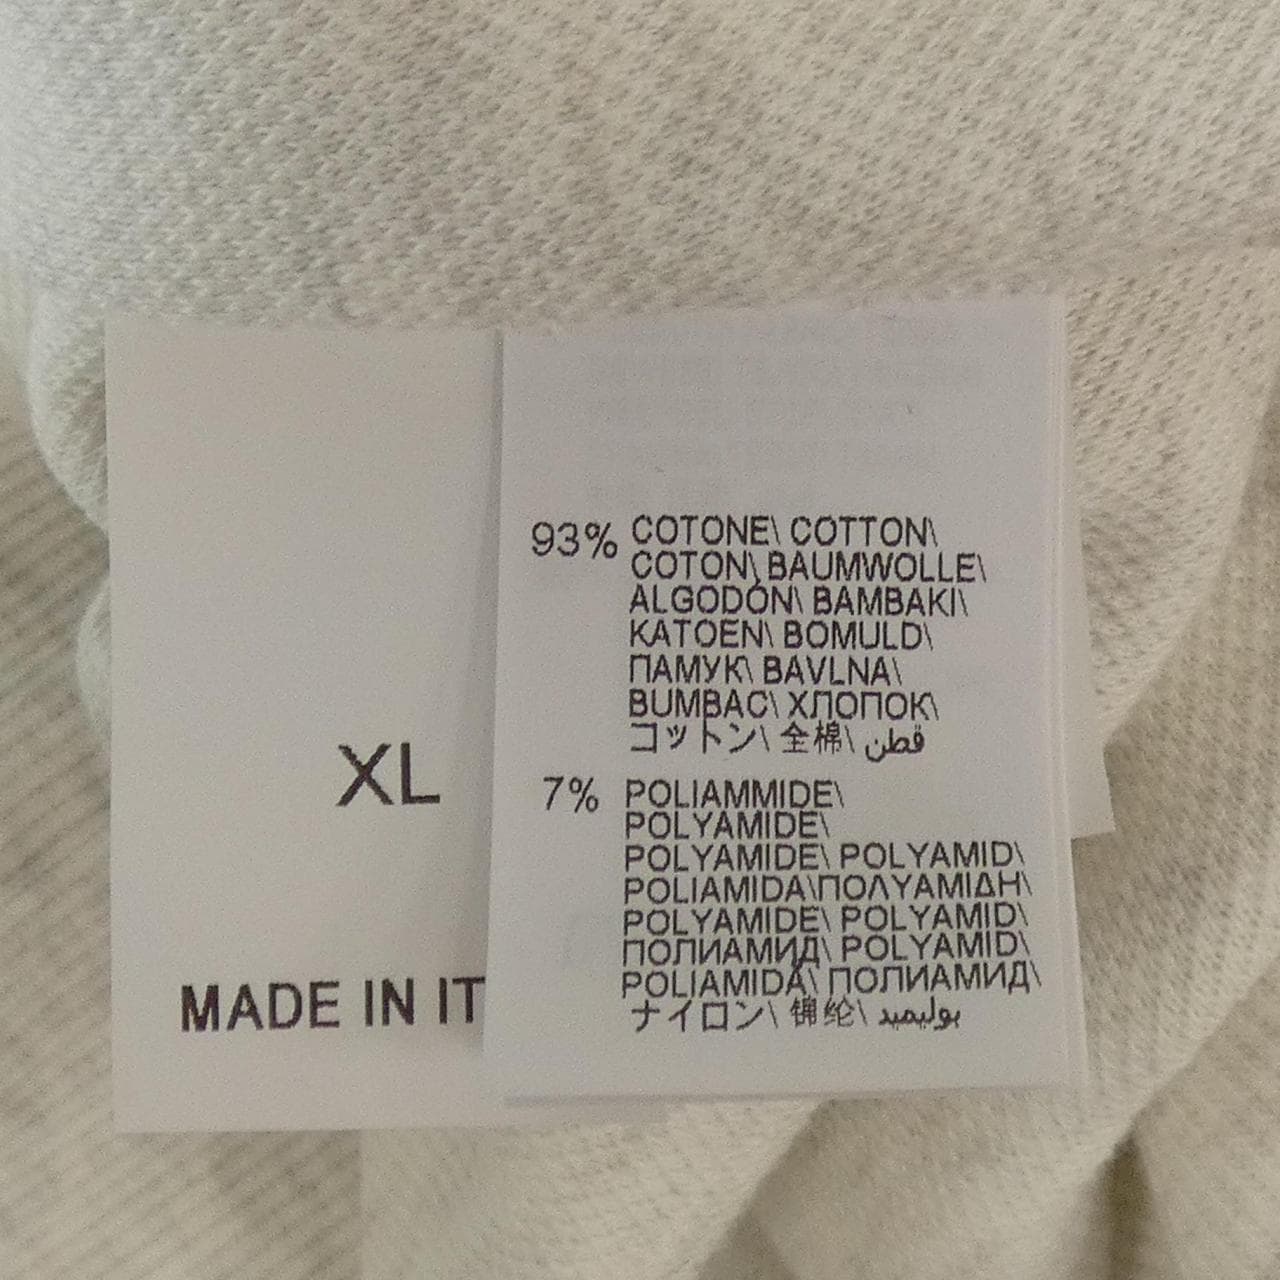 XL
MADE IN IT
93% COTONE\ COTTON\
COTON\ BAUMWOLLE\
ALGODÓN\ BAMBAKI\
KATOEN\ BOMULD\
ПАМУК\ BAVLNA\
BUMBAC\ ХЛОПОК\
コットン\ 全棉\ قطن
7% POLIAMMIDE\
POLYAMIDE\
POLYAMIDE\ POLYAMID\
POLIAMIDA\ΠΟΛΥΑΜΙΔΗ\
POLYAMIDE\ POLYAMID\
ПОЛИАМИД\ POLYAMID\
POLIAMIDĂ\ ПОЛИАМИД\
ナイロン\ 锦纶\ بوليميد